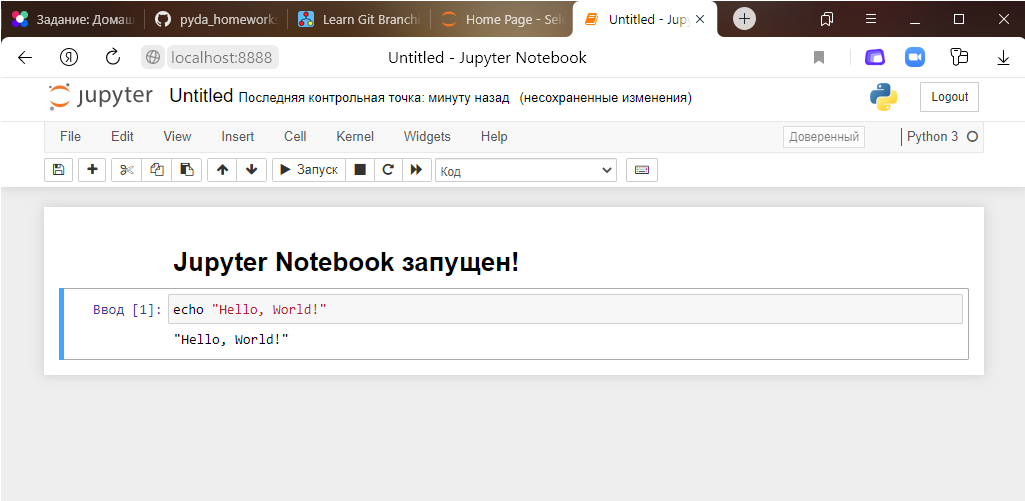 Задание: Домаш
pyda_homework
Learn Git Branchi
Home Page - Sel
Untitled - Jupy
Я
localhost:8888
Untitled - Jupyter Notebook
jupyter
Untitled Последняя контрольная точка: минуту назад (несохраненные изменения)
Logout
File Edit View Insert Cell Kernel Widgets Help
Доверенный
Python 3
Запуск
Код
Jupyter Notebook запущен!
Ввод [1]: echo "Hello, World!"
"Hello, World!"